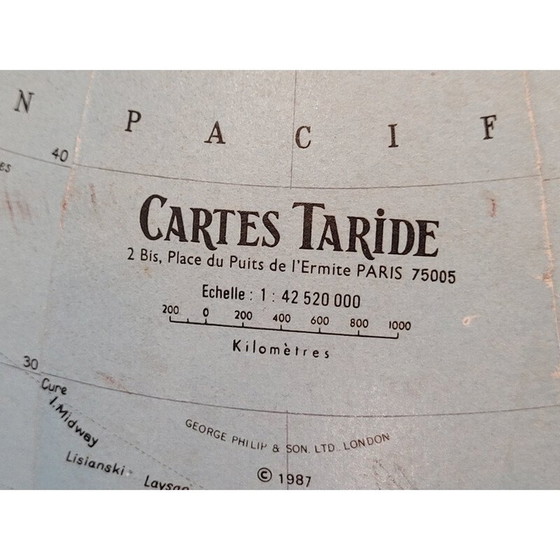 N P A C I F
40
CARTES TARIDE
2 Bis, Place du Puits de l'Ermite PARIS 75005
Echelle : 1 : 42 520 000
200 0 200 400 600 800 1000
Kilomètres
30
Cure
I. Midway
GEORGE PHILIP & SON. LTD. LONDON
Lisianski
© 1987